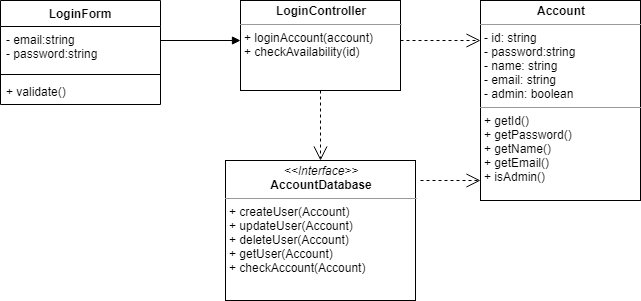 LoginForm
- email:string
- password:string
+ validate()
LoginController
+ loginAccount(account)
+ checkAvailability(id)
Account
- id: string
- password:string
- name: string
- email: string
- admin: boolean
+ getId()
+ getPassword()
+ getName()
+ getEmail()
+ isAdmin()
<<Interface>>
AccountDatabase
+ createUser(Account)
+ updateUser(Account)
+ deleteUser(Account)
+ getUser(Account)
+ checkAccount(Account)